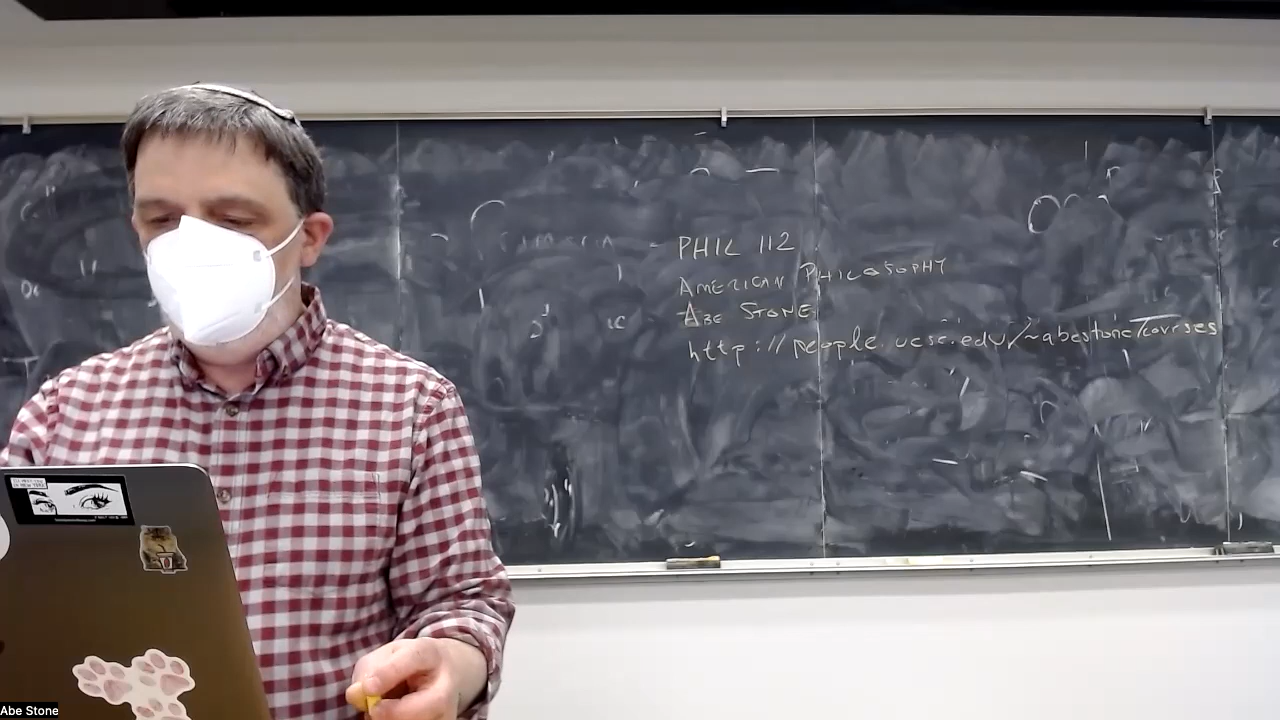 PHIL 112
AMERICAN PHILOSOPHY
ABE STONE
http://people.ucsc.edu/~abestone/courses
Abe Stone